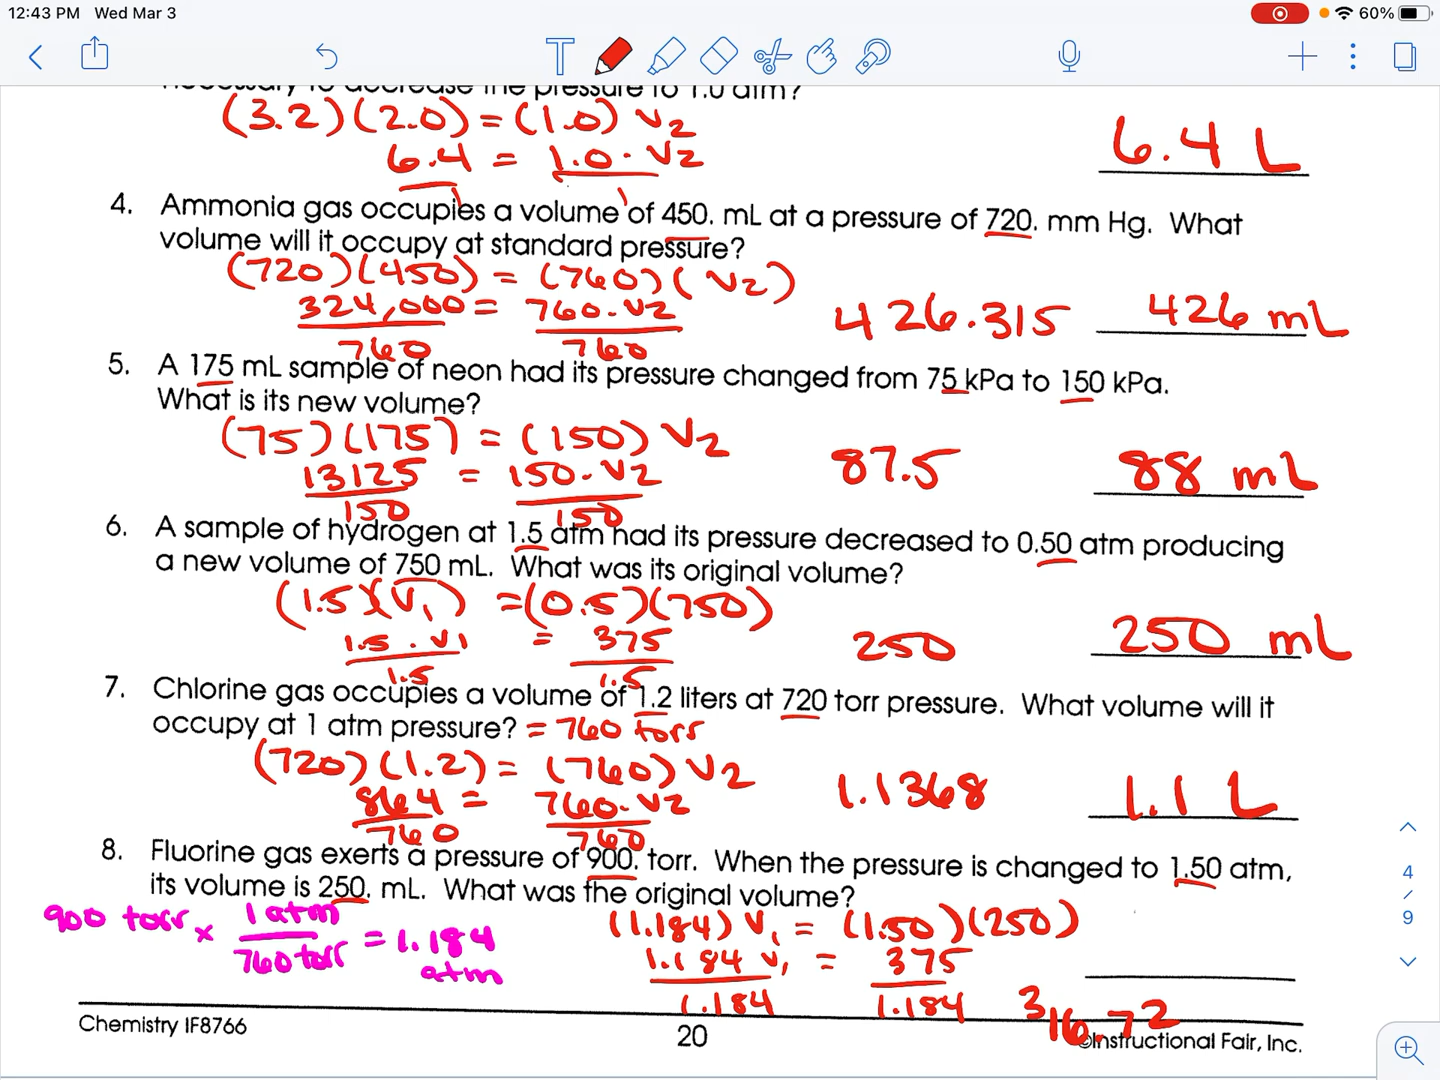 12:43 PM Wed Mar 3
60%
necessary to decrease the pressure to 1.0 atm?
(3.2)(2.0) = (1.0) V2
6.4 = 1.0 · V2
6.4 L
4. Ammonia gas occupies a volume of 450. mL at a pressure of 720. mm Hg. What
volume will it occupy at standard pressure?
(720)(450) = (760)(V2)
324,000 = 760 · V2
760 760
426.315
426 mL
5. A 175 mL sample of neon had its pressure changed from 75 kPa to 150 kPa.
What is its new volume?
(75)(175) = (150) V2
13125 = 150 · V2
150 150
87.5
88 mL
6. A sample of hydrogen at 1.5 atm had its pressure decreased to 0.50 atm producing
a new volume of 750 mL. What was its original volume?
(1.5)(V1) = (0.5)(750)
1.5 · V1 = 375
1.5 1.5
250
250 mL
7. Chlorine gas occupies a volume of 1.2 liters at 720 torr pressure. What volume will it
occupy at 1 atm pressure? = 760 torr
(720)(1.2) = (760) V2
864 = 760 · V2
760 760
1.1368
1.1 L
8. Fluorine gas exerts a pressure of 900. torr. When the pressure is changed to 1.50 atm,
its volume is 250. mL. What was the original volume?
900 torr x 1 atm = 1.184
760 torr atm
(1.184) V1 = (1.50)(250)
1.184 V1 = 375
1.184 1.184
316.72
4
/
9
Chemistry IF8766
20
©Instructional Fair, Inc.